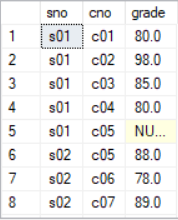 sno cno grade
1 s01 c01 80.0
2 s01 c02 98.0
3 s01 c03 85.0
4 s01 c04 80.0
5 s01 c05 NU...
6 s02 c05 88.0
7 s02 c06 78.0
8 s02 c07 89.0